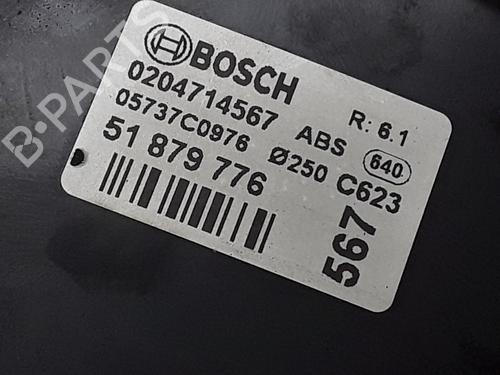 BOSCH
0204714567 ABS R: 6.1
05737C0976 Ø250 640
51 879 776 C623
567
B-PARTS